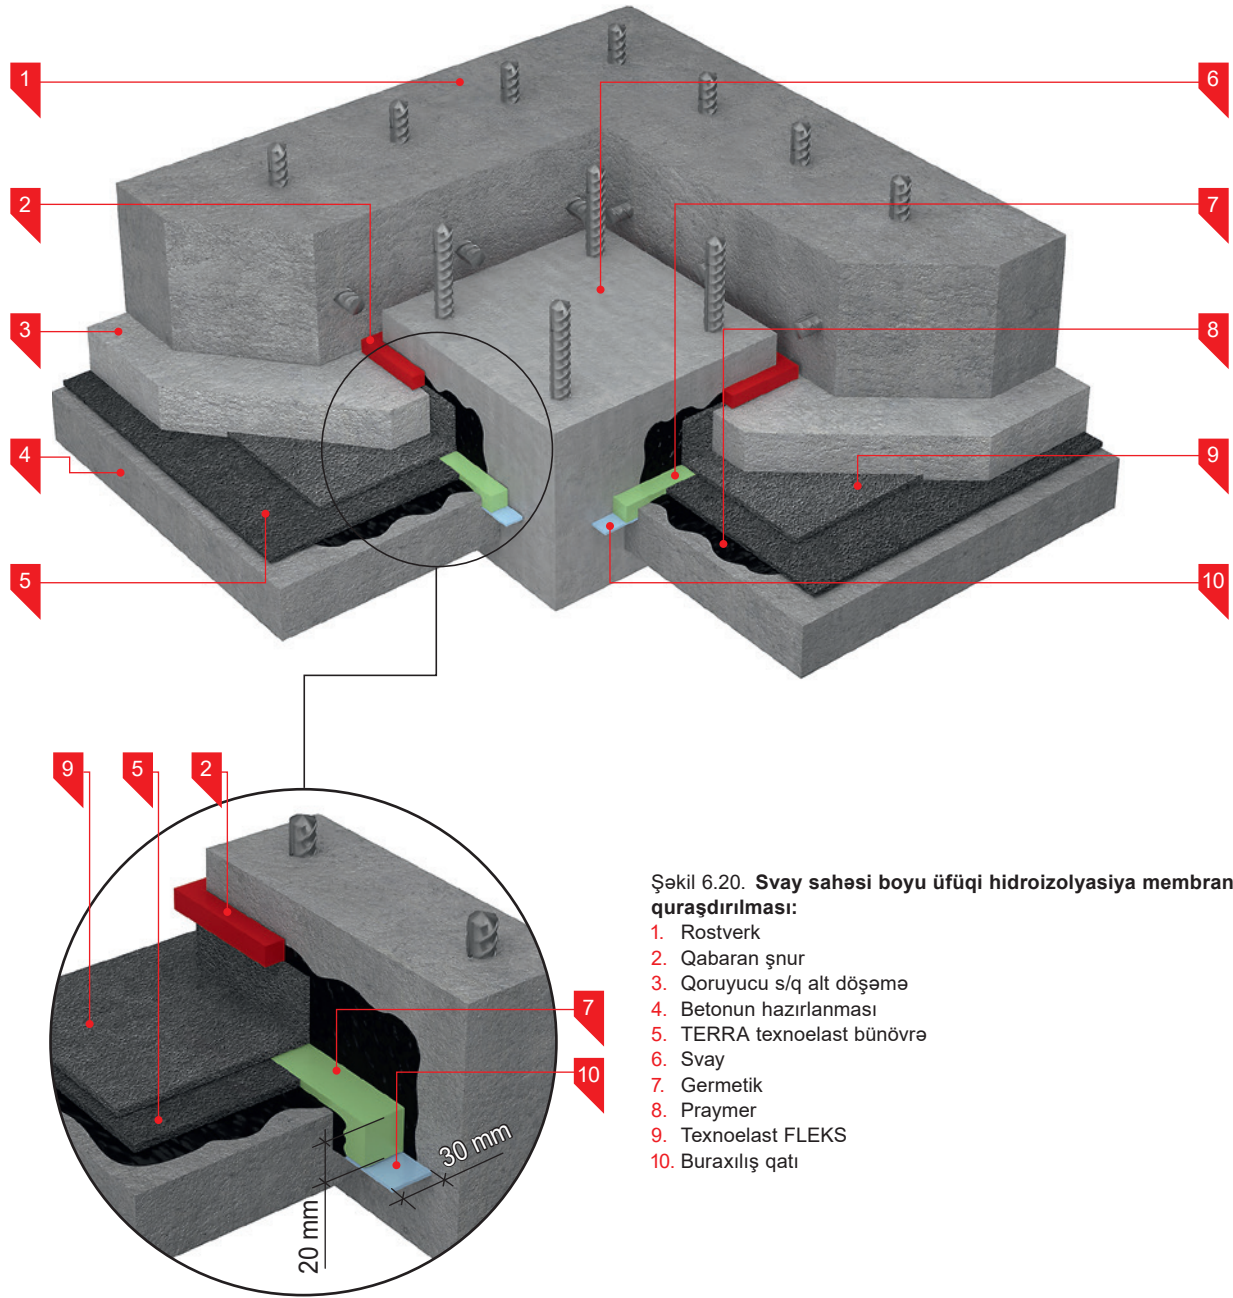 1
6
2
7
3
8
4
9
5
10
9
5
2
7
10
30 mm
20 mm
Şəkil 6.20. Svay sahəsi boyu üfüqi hidroizolyasiya membran
quraşdırılması:
1. Rostverk
2. Qabaran şnur
3. Qoruyucu s/q alt döşəmə
4. Betonun hazırlanması
5. TERRA texnoelast bünövrə
6. Svay
7. Germetik
8. Praymer
9. Texnoelast FLEKS
10. Buraxılış qatı